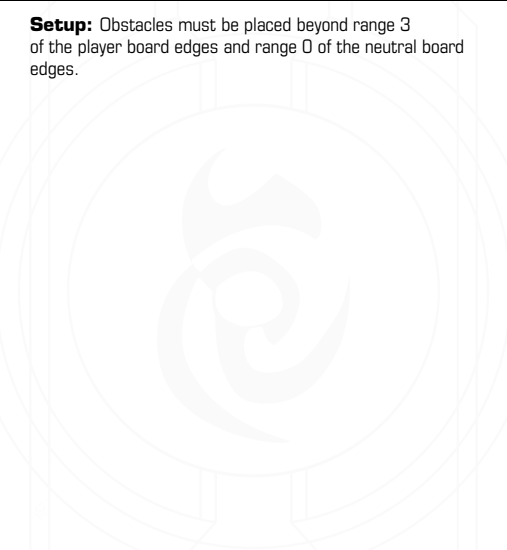 Setup: Obstacles must be placed beyond range 3
of the player board edges and range 0 of the neutral board
edges.